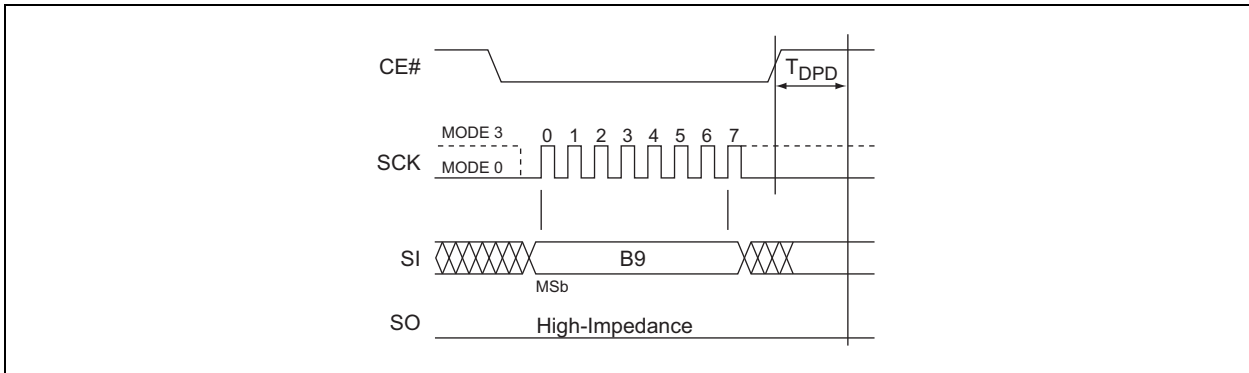 CE#
TDPD
MODE 3
0 1 2 3 4 5 6 7
SCK
MODE 0
SI
B9
MSb
SO
High-Impedance